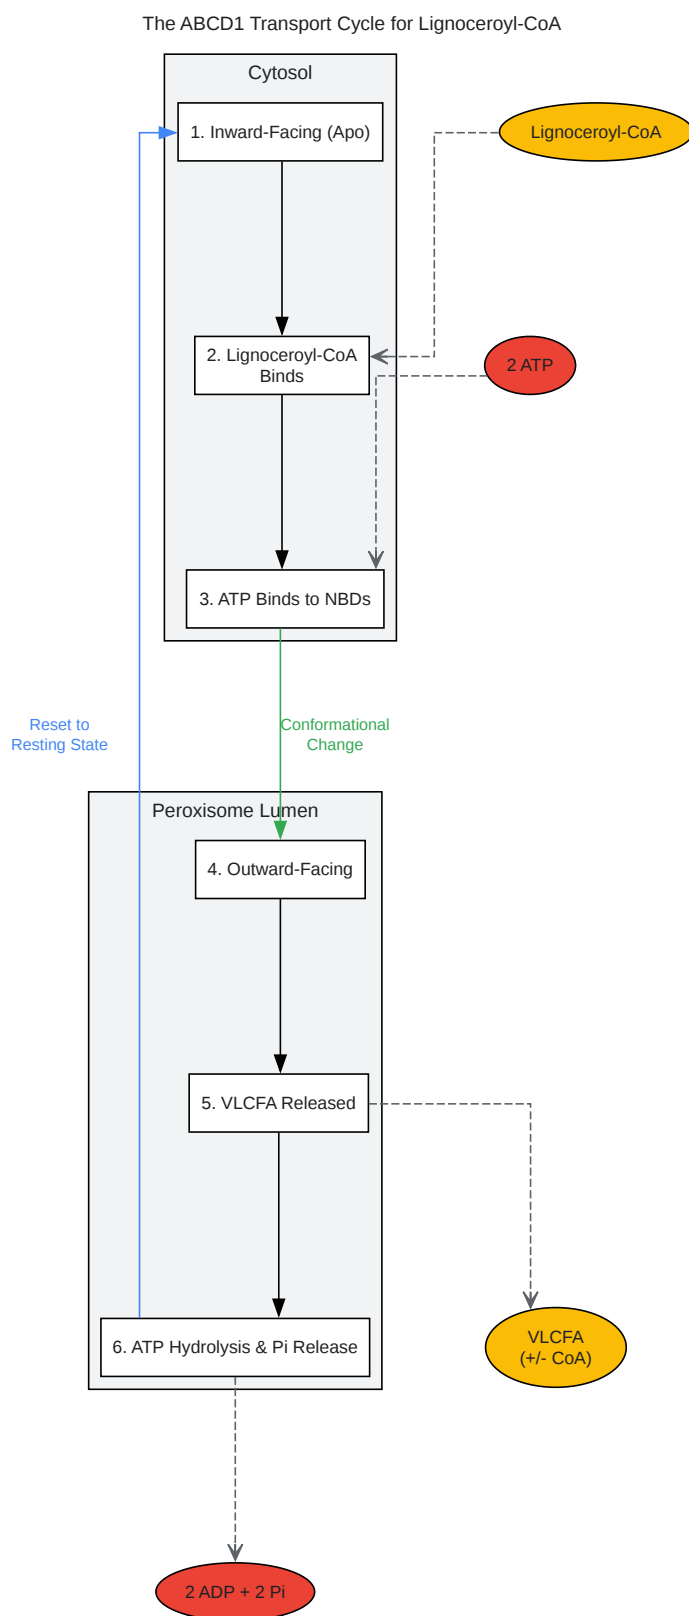 The ABCD1 Transport Cycle for Lignoceroyl-CoA
Cytosol
1. Inward-Facing (Apo)
Lignoceroyl-CoA
2. Lignoceroyl-CoA
Binds
2 ATP
3. ATP Binds to NBDs
Reset to
Resting State
Conformational
Change
Peroxisome Lumen
4. Outward-Facing
5. VLCFA Released
6. ATP Hydrolysis & Pi Release
VLCFA
(+/- CoA)
2 ADP + 2 Pi